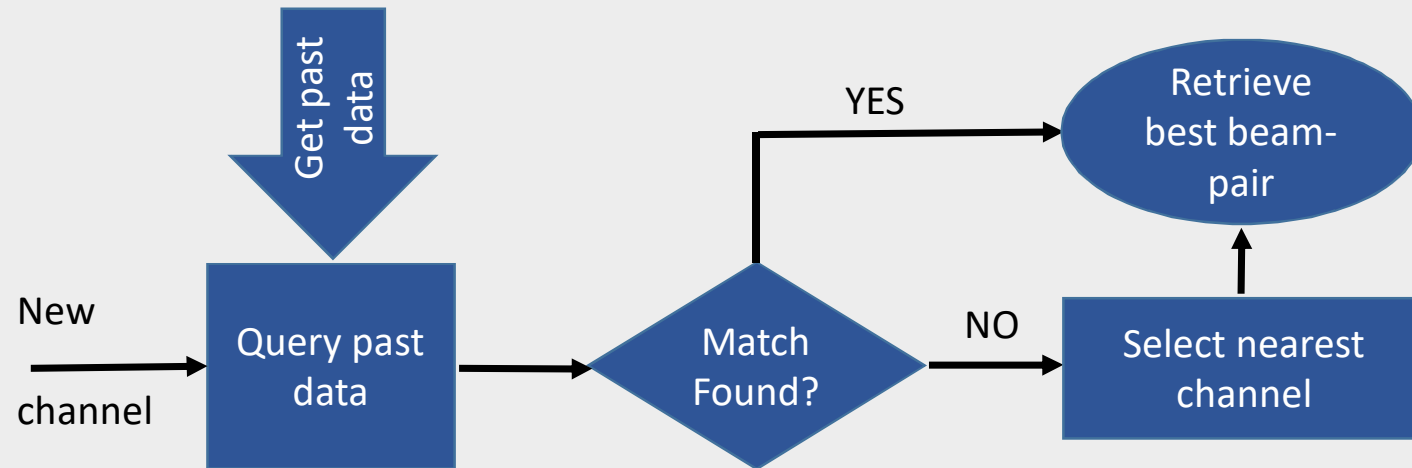 Get past
data
New
channel
Query past
data
Match
Found?
YES
NO
Retrieve
best beam-
pair
Select nearest
channel